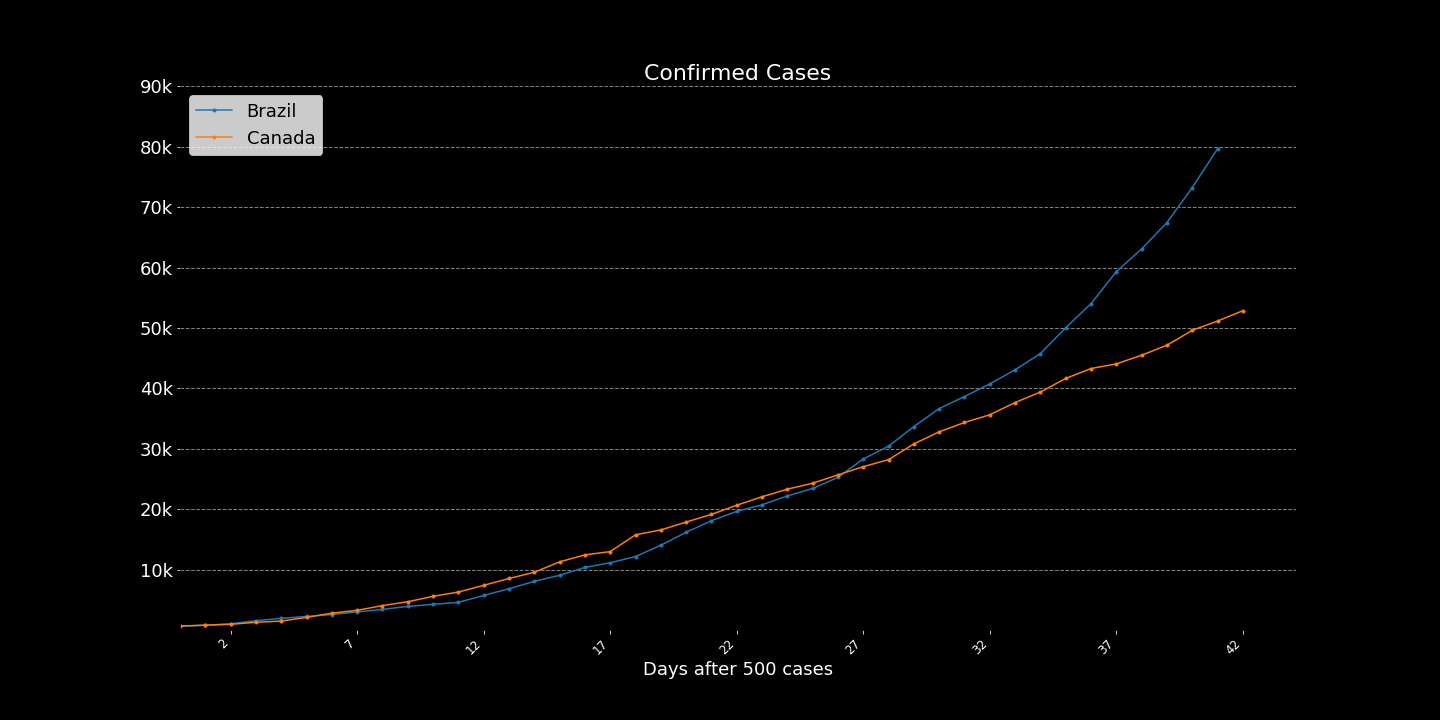 Confirmed Cases
Brazil
Canada
90k
80k
70k
60k
50k
40k
30k
20k
10k
2 7 12 17 22 27 32 37 42
Days after 500 cases